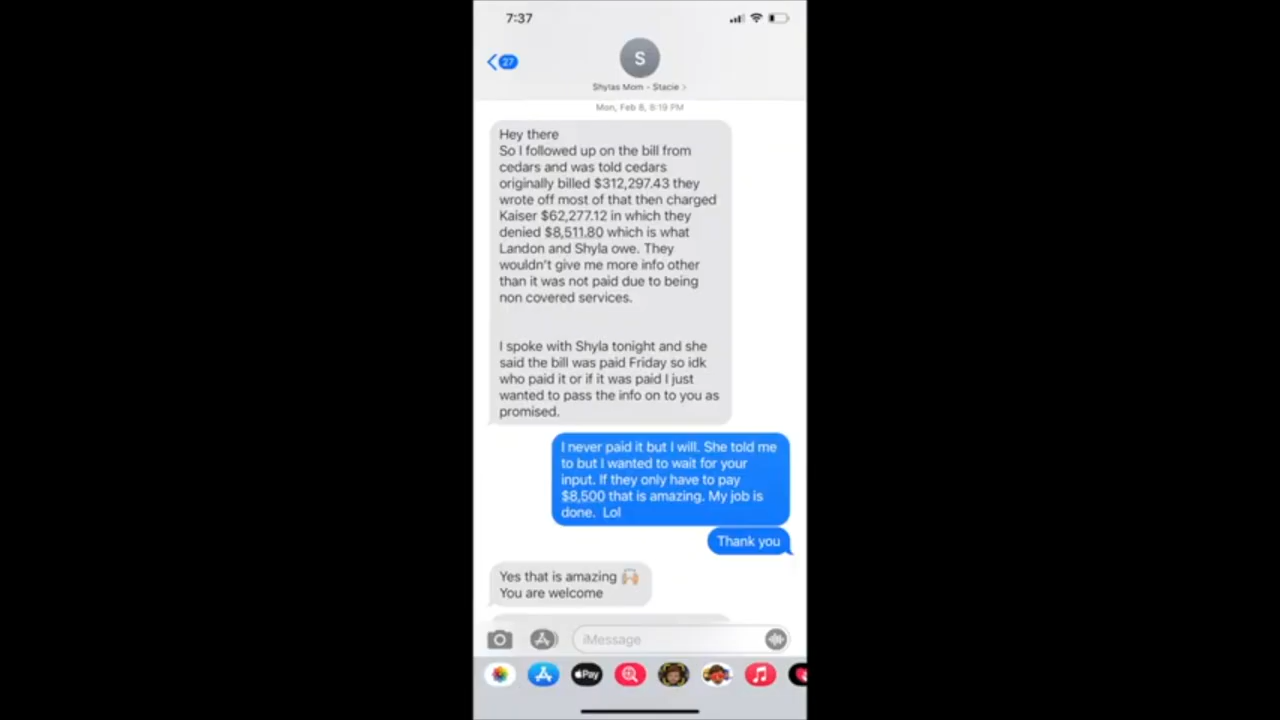 7:37
27
S
Shylas Mom - Stacie >
Mon, Feb 8, 8:19 PM
Hey there
So I followed up on the bill from
cedars and was told cedars
originally billed $312,297.43 they
wrote off most of that then charged
Kaiser $62,277.12 in which they
denied $8,511.80 which is what
Landon and Shyla owe. They
wouldn't give me more info other
than it was not paid due to being
non covered services.
I spoke with Shyla tonight and she
said the bill was paid Friday so idk
who paid it or if it was paid I just
wanted to pass the info on to you as
promised.
I never paid it but I will. She told me
to but I wanted to wait for your
input. If they only have to pay
$8,500 that is amazing. My job is
done.  Lol
Thank you
Yes that is amazing 🙌🏼
You are welcome
iMessage
Pay